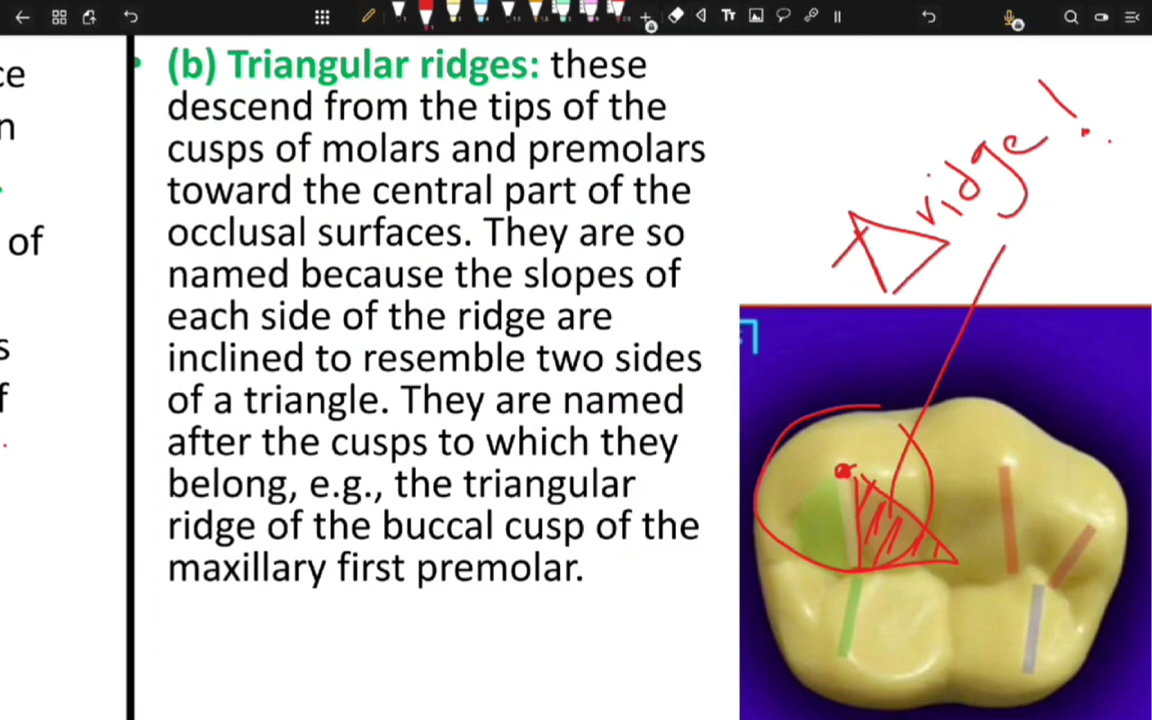 ce
n
of
s
f
(b) Triangular ridges: these
descend from the tips of the
cusps of molars and premolars
toward the central part of the
occlusal surfaces. They are so
named because the slopes of
each side of the ridge are
inclined to resemble two sides
of a triangle. They are named
after the cusps to which they
belong, e.g., the triangular
ridge of the buccal cusp of the
maxillary first premolar.
ridge!